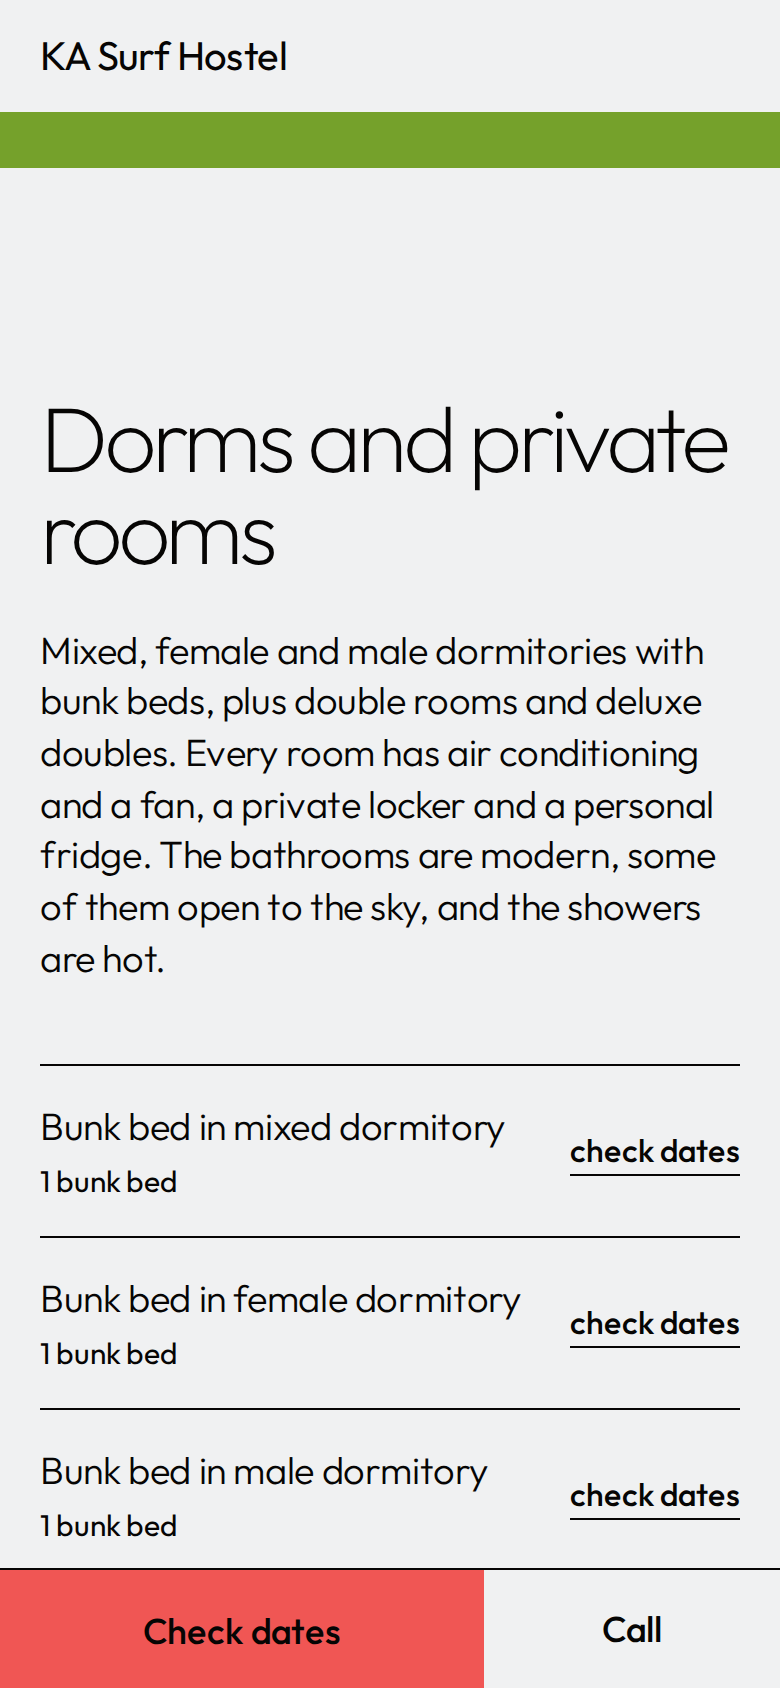 KA Surf Hostel
Dorms and private
rooms
Mixed, female and male dormitories with
bunk beds, plus double rooms and deluxe
doubles. Every room has air conditioning
and a fan, a private locker and a personal
fridge. The bathrooms are modern, some
of them open to the sky, and the showers
are hot.
Bunk bed in mixed dormitory
1 bunk bed
check dates
Bunk bed in female dormitory
1 bunk bed
check dates
Bunk bed in male dormitory
1 bunk bed
check dates
Check dates
Call